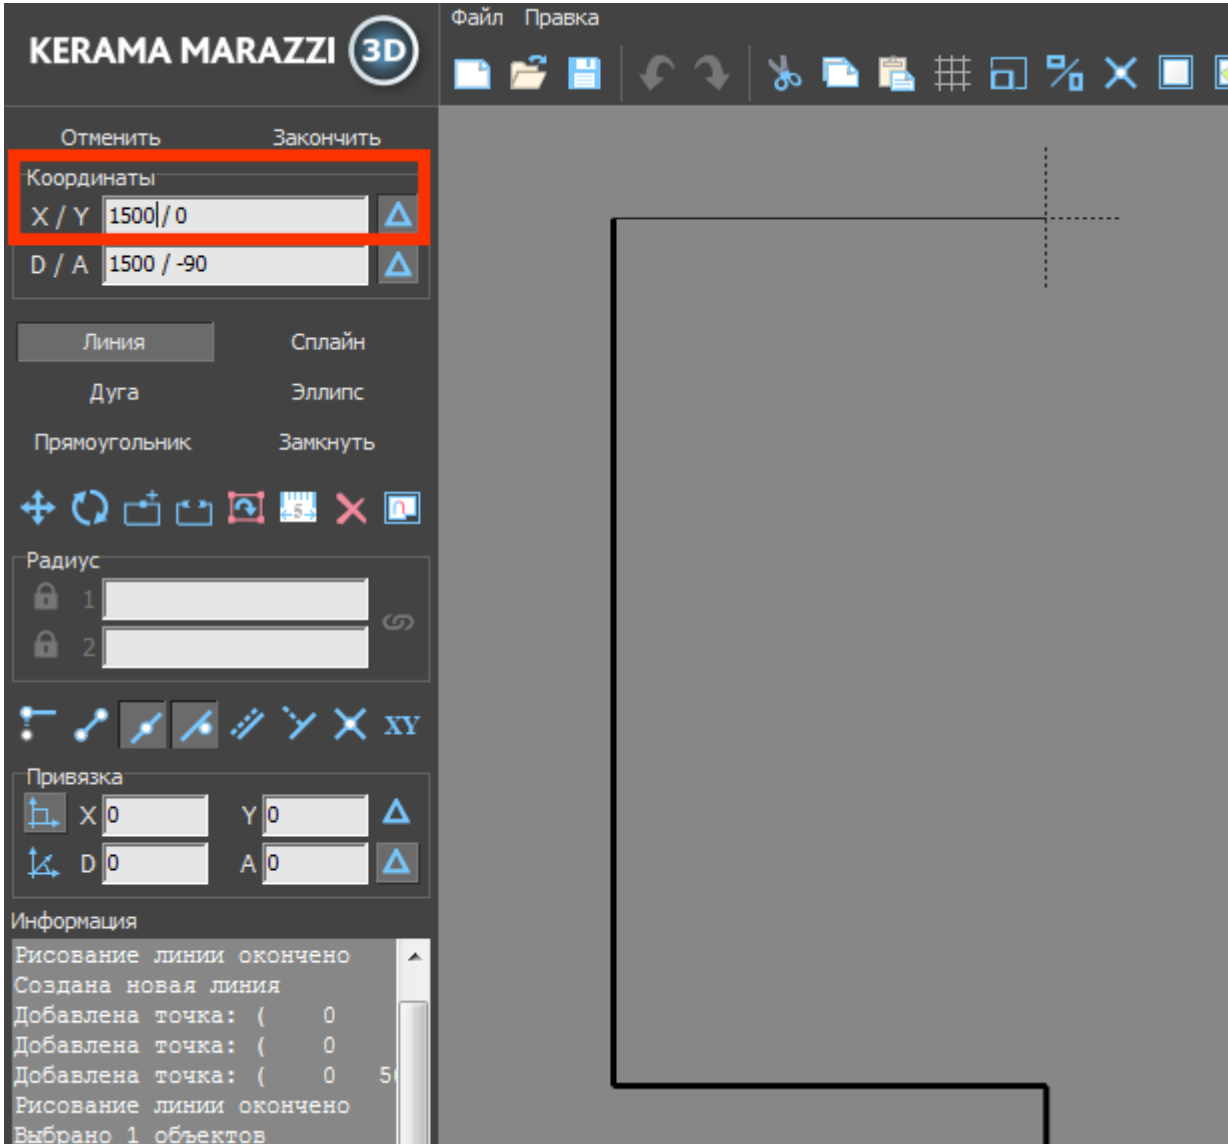 KERAMA MARAZZI 3D
Файл Правка
Отменить Закончить
Координаты
X / Y 1500 / 0
D / A 1500 / -90
Линия Сплайн
Дуга Эллипс
Прямоугольник Замкнуть
5
Радиус
1
2
XY
Привязка
X 0 Y 0
D 0 A 0
Информация
Рисование линии окончено
Создана новая линия
Добавлена точка: ( 0
Добавлена точка: ( 0
Добавлена точка: ( 0 50
Рисование линии окончено
Выбрано 1 объектов